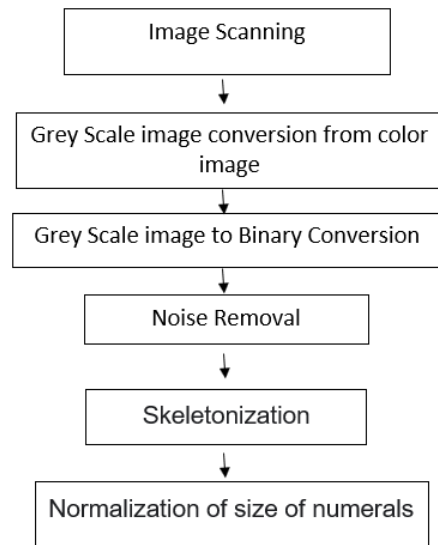 Image Scanning
Grey Scale image conversion from color
image
Grey Scale image to Binary Conversion
Noise Removal
Skeletonization
Normalization of size of numerals